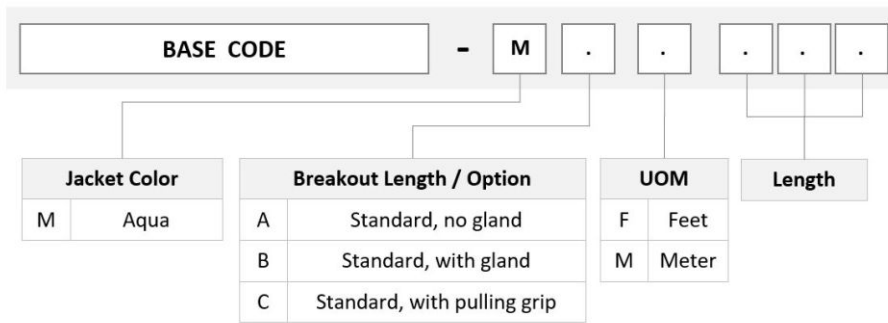 BASE CODE - M . . . . .
Jacket Color
M Aqua
Breakout Length / Option
A Standard, no gland
B Standard, with gland
C Standard, with pulling grip
UOM
F Feet
M Meter
Length